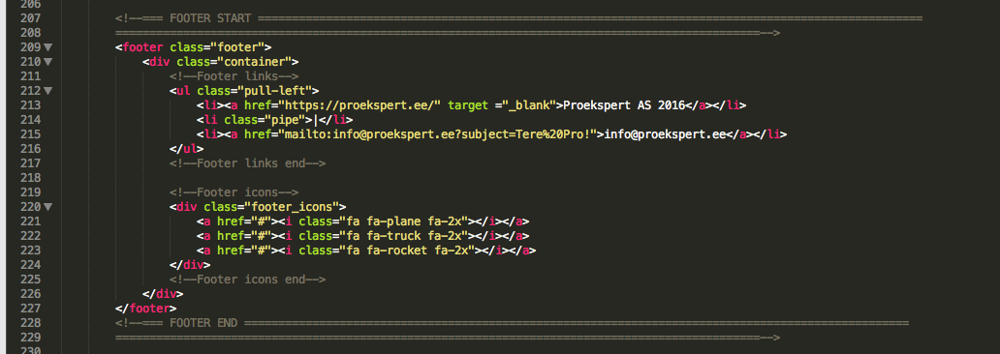 206
207 <!--=== FOOTER START ==================================================================================================
208 ===============================================================================================-->
209 <footer class="footer">
210 <div class="container">
211 <!--Footer links-->
212 <ul class="pull-left">
213 <li><a href="https://proekspert.ee/" target ="_blank">Proekspert AS 2016</a></li>
214 <li class="pipe">|</li>
215 <li><a href="mailto:info@proekspert.ee?subject=Tere%20Pro!">info@proekspert.ee</a></li>
216 </ul>
217 <!--Footer links end-->
218
219 <!--Footer icons-->
220 <div class="footer_icons">
221 <a href="#"><i class="fa fa-plane fa-2x"></i></a>
222 <a href="#"><i class="fa fa-truck fa-2x"></i></a>
223 <a href="#"><i class="fa fa-rocket fa-2x"></i></a>
224 </div>
225 <!--Footer icons end-->
226 </div>
227 </footer>
228 <!--=== FOOTER END ==================================================================================================
229 ===============================================================================================-->
230